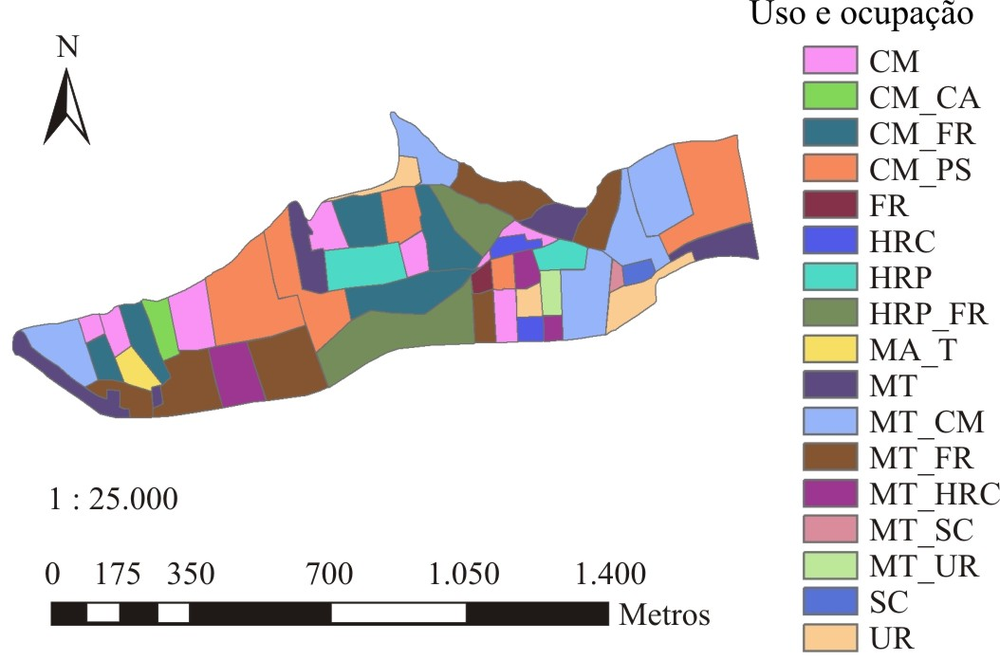 Uso e ocupação
N
CM
CM_CA
CM_FR
CM_PS
FR
HRC
HRP
HRP_FR
MA_T
MT
MT_CM
MT_FR
MT_HRC
MT_SC
MT_UR
SC
UR
1 : 25.000
0 175 350 700 1.050 1.400
Metros